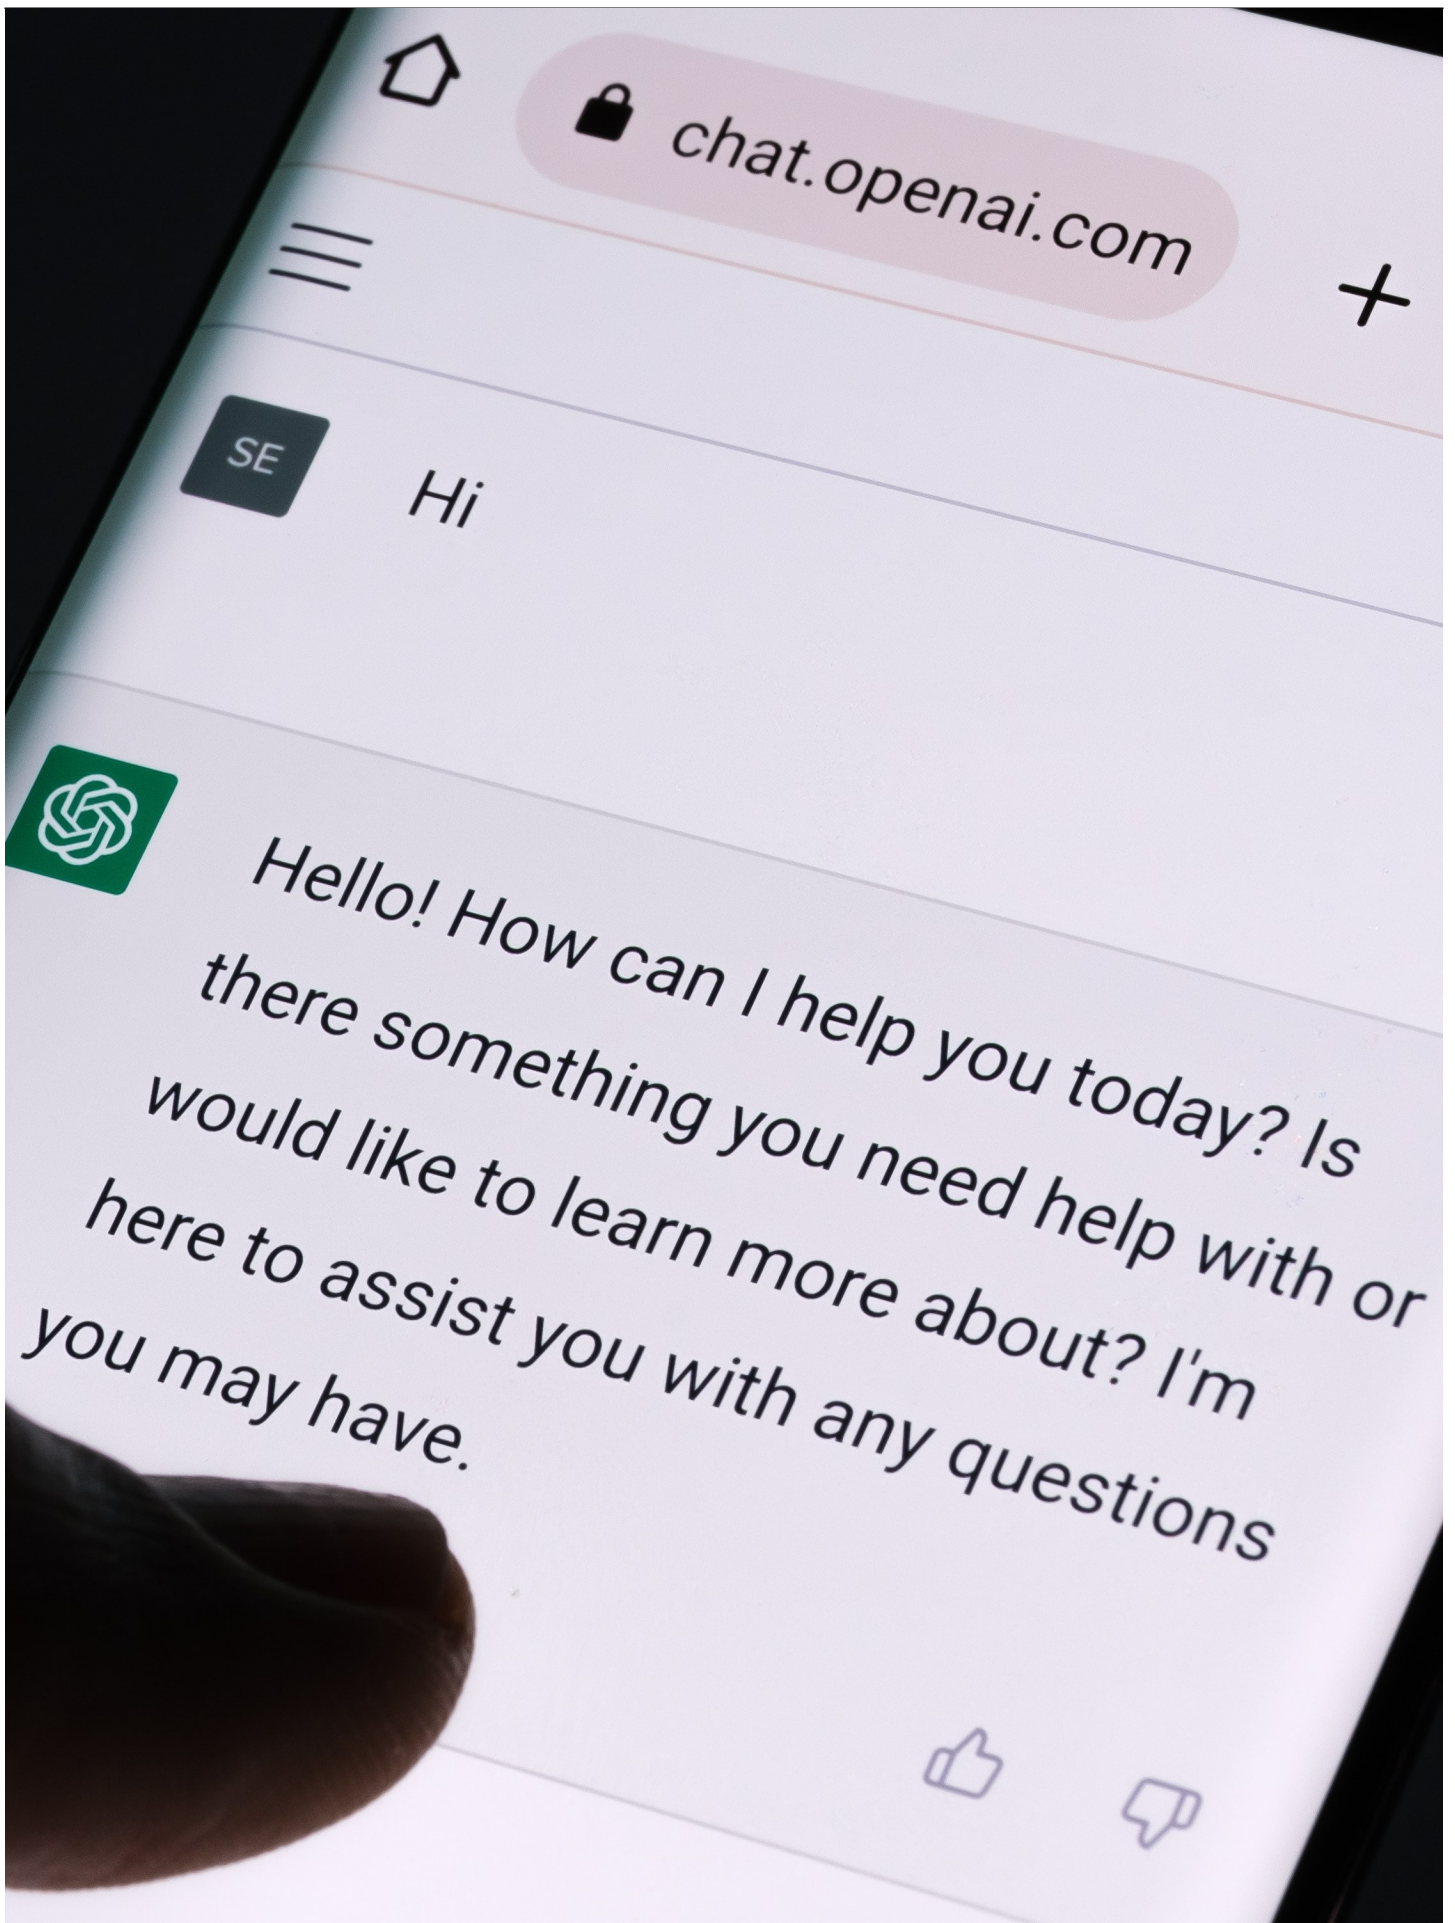 chat.openai.com
SE
Hi
Hello! How can I help you today? Is
there something you need help with or
would like to learn more about? I'm
here to assist you with any questions
you may have.